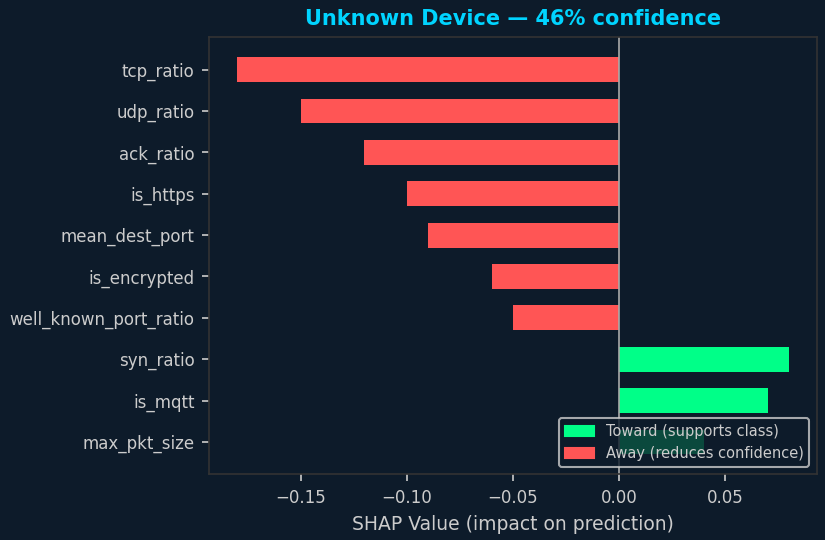 Unknown Device — 46% confidence
tcp_ratio
udp_ratio
ack_ratio
is_https
mean_dest_port
is_encrypted
well_known_port_ratio
syn_ratio
is_mqtt
max_pkt_size
Toward (supports class)
Away (reduces confidence)
−0.15 −0.10 −0.05 0.00 0.05
SHAP Value (impact on prediction)